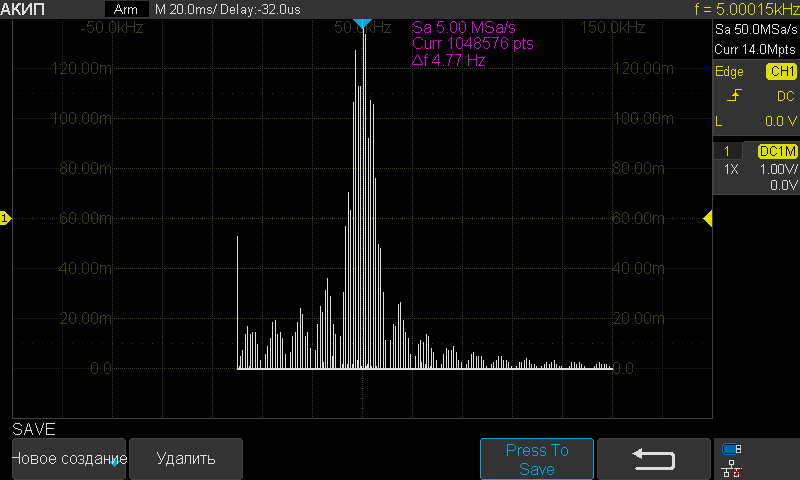 АКИП Arm M 20.0ms/ Delay:-32.0us f = 5.00015kHz
-50.0kHz 50.0kHz 150.0kHz
Sa 5.00 MSa/s
Curr 1048576 pts
Δf 4.77 Hz
Sa 50.0MSa/s
Curr 14.0Mpts
Edge CH1
DC
L 0.0 V
1 DC1M
1X 1.00V/
0.0V
120.00m 120.00m
100.00m 100.00m
80.00m 80.00m
1 60.00m 60.00m
40.00m 40.00m
20.00m 20.00m
0.0 0.0
SAVE
Новое создание Удалить Press To
Save